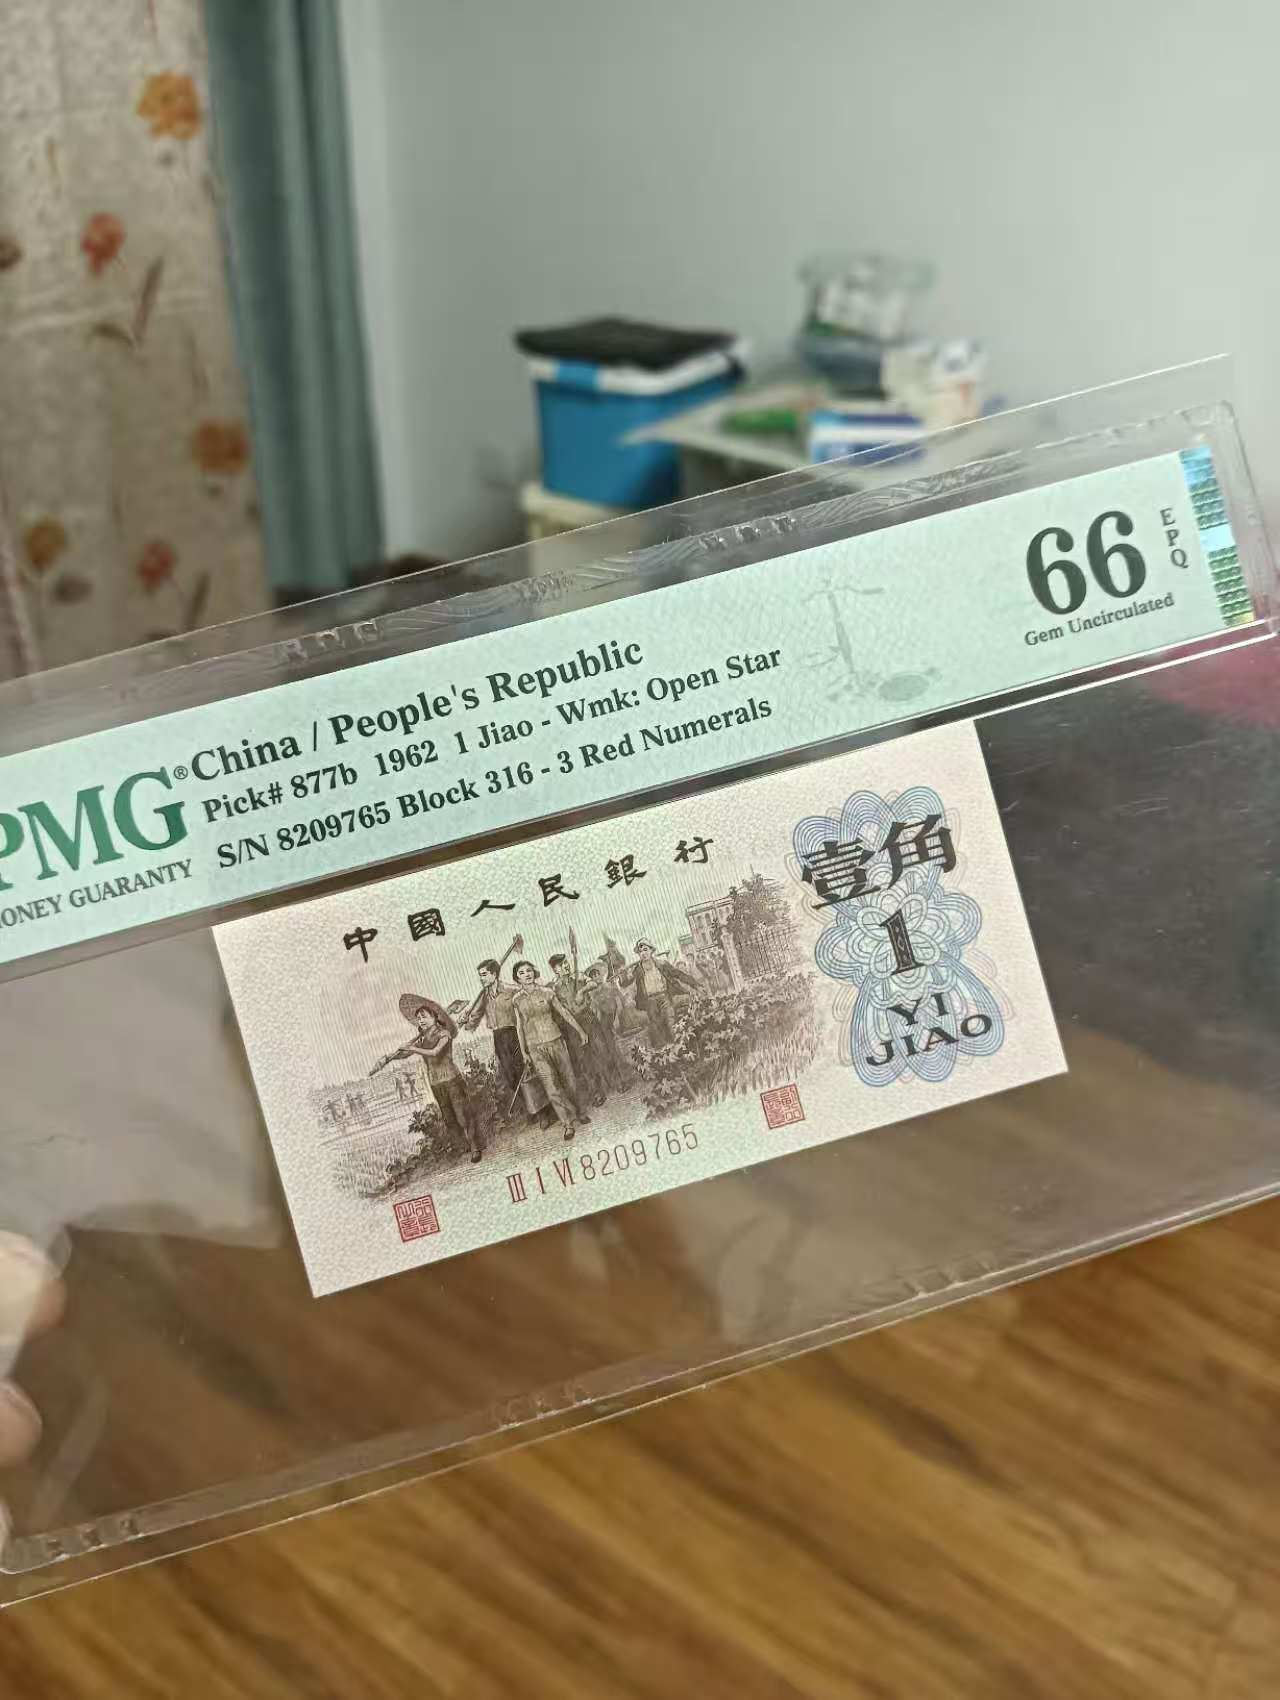 China / People's Republic
Pick# 877b 1962 1 Jiao - Wmk: Open Star
S/N 8209765 Block 316 - 3 Red Numerals
PMG®
MONEY GUARANTY
66
EPQ
Gem Uncirculated
中國人民銀行
壹角
1
YI
JIAO
III I VI 8209765